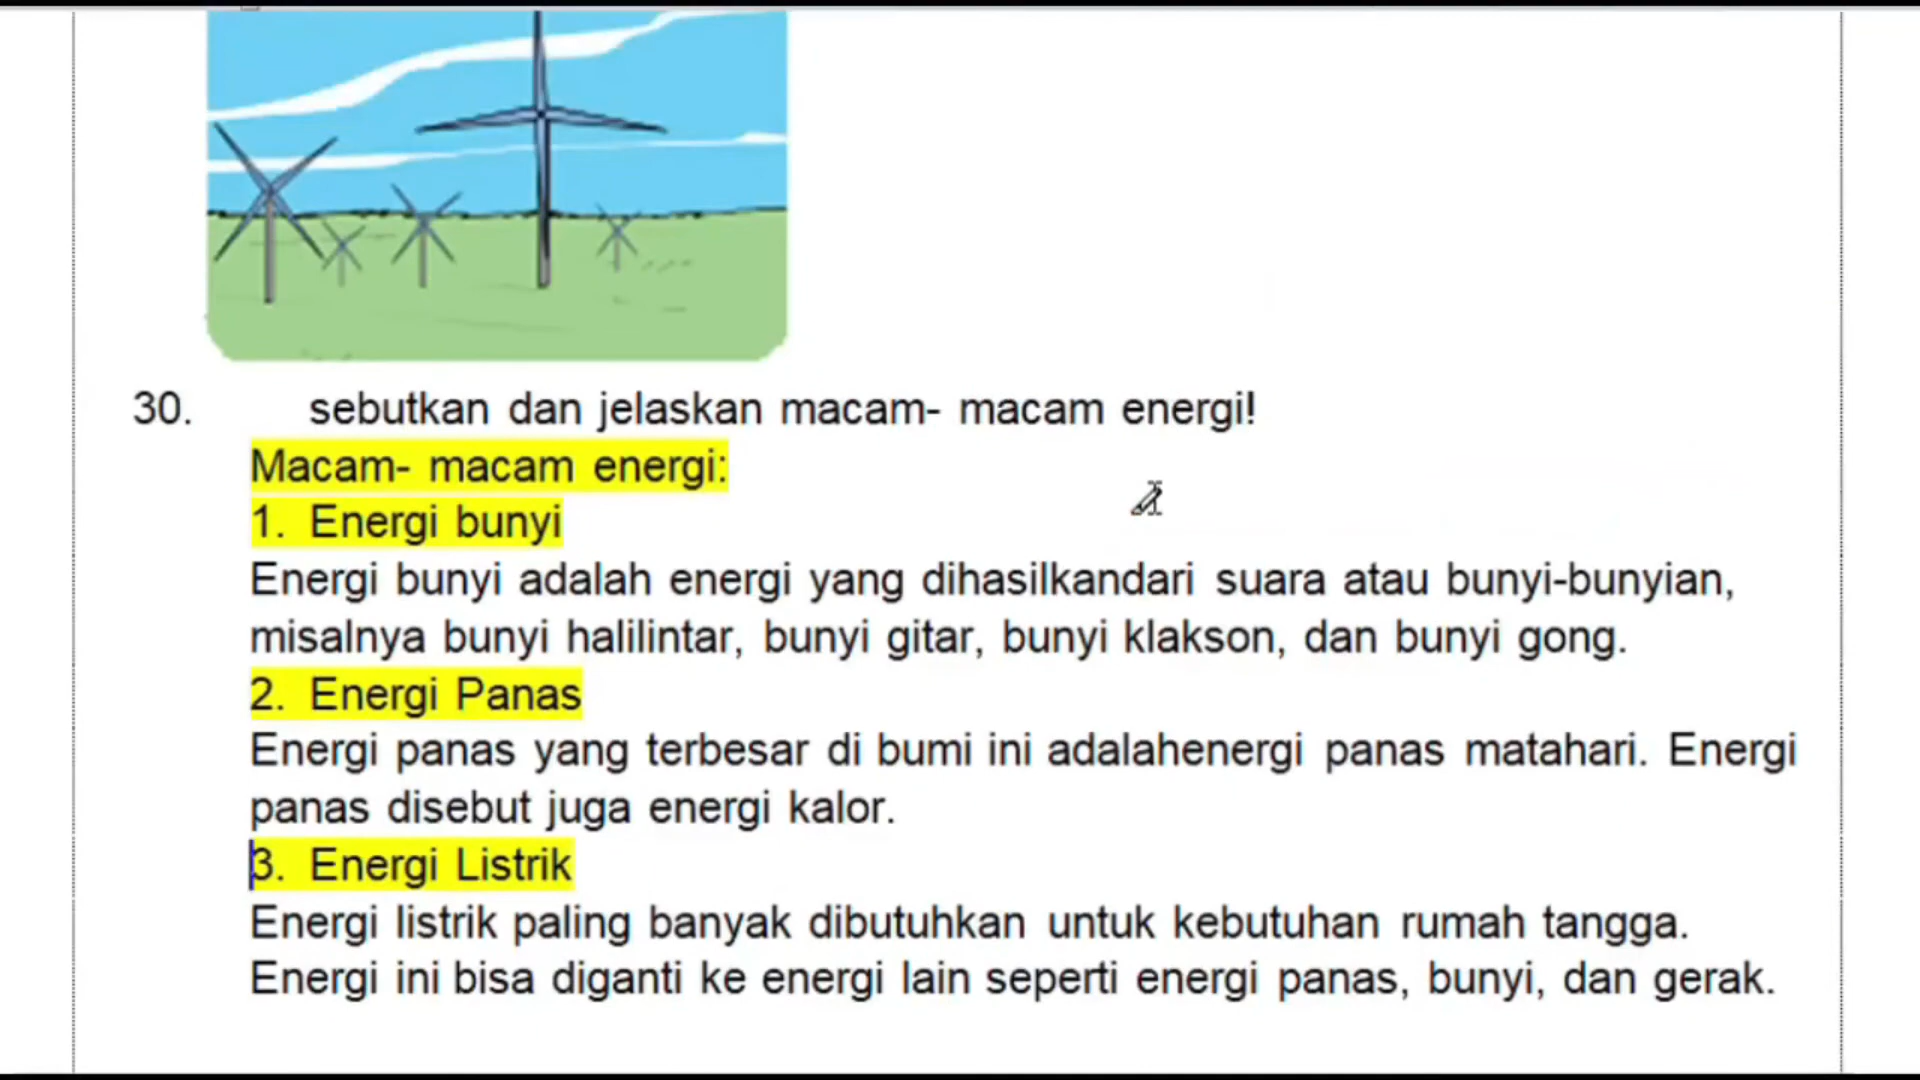 30. sebutkan dan jelaskan macam- macam energi!
Macam- macam energi:
1. Energi bunyi
Energi bunyi adalah energi yang dihasilkandari suara atau bunyi-bunyian,
misalnya bunyi halilintar, bunyi gitar, bunyi klakson, dan bunyi gong.
2. Energi Panas
Energi panas yang terbesar di bumi ini adalahenergi panas matahari. Energi
panas disebut juga energi kalor.
3. Energi Listrik
Energi listrik paling banyak dibutuhkan untuk kebutuhan rumah tangga.
Energi ini bisa diganti ke energi lain seperti energi panas, bunyi, dan gerak.